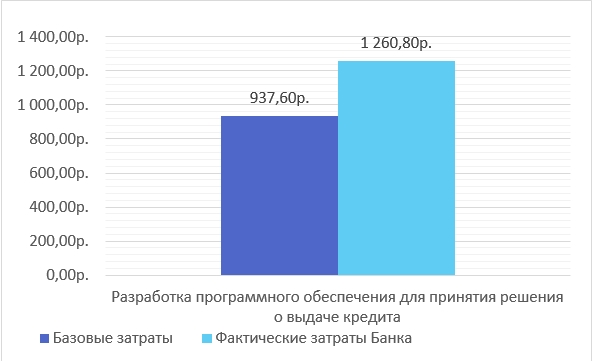 1 400,00р.
1 260,80р.
1 200,00р.
937,60р.
1 000,00р.
800,00р.
600,00р.
400,00р.
200,00р.
0,00р.
Разработка программного обеспечения для принятия решения
о выдаче кредита
Базовые затраты Фактические затраты Банка